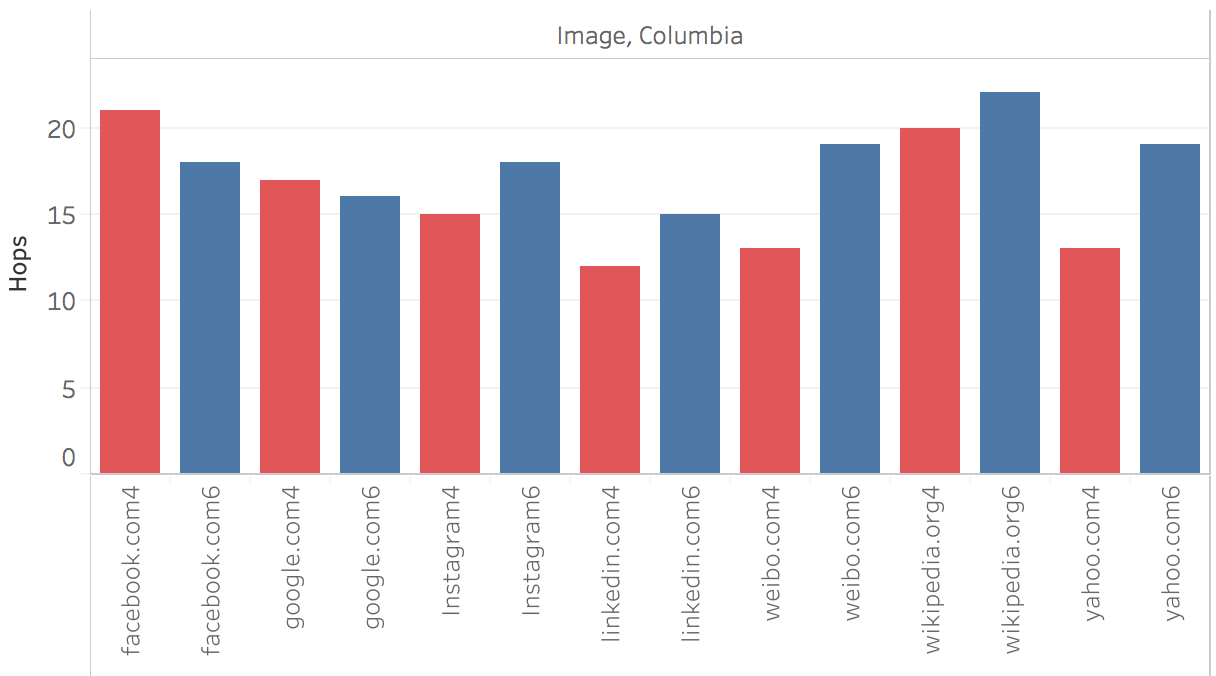 Image, Columbia
Hops
20
15
10
5
0
facebook.com4
facebook.com6
google.com4
google.com6
Instagram4
Instagram6
linkedin.com4
linkedin.com6
weibo.com4
weibo.com6
wikipedia.org4
wikipedia.org6
yahoo.com4
yahoo.com6